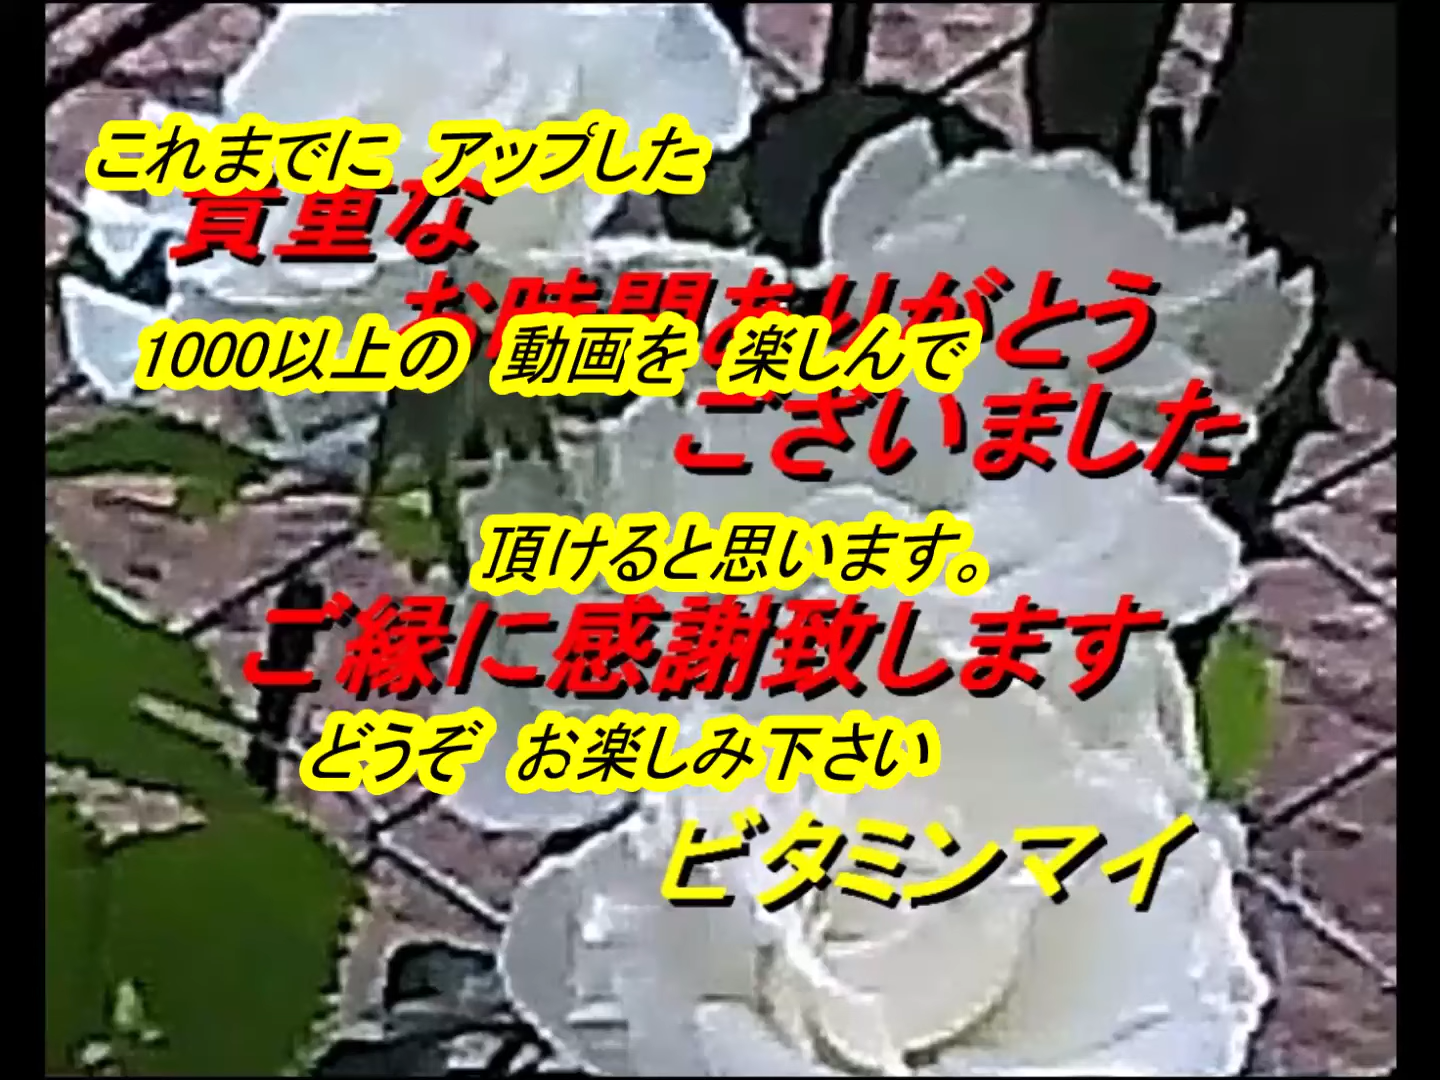 これまでに アップした
貴重な
お時間ありがとう
1000以上の 動画を 楽しんで
ございました
頂けると思います。
ご縁に感謝致します
どうぞ お楽しみ下さい
ビタミンマイ